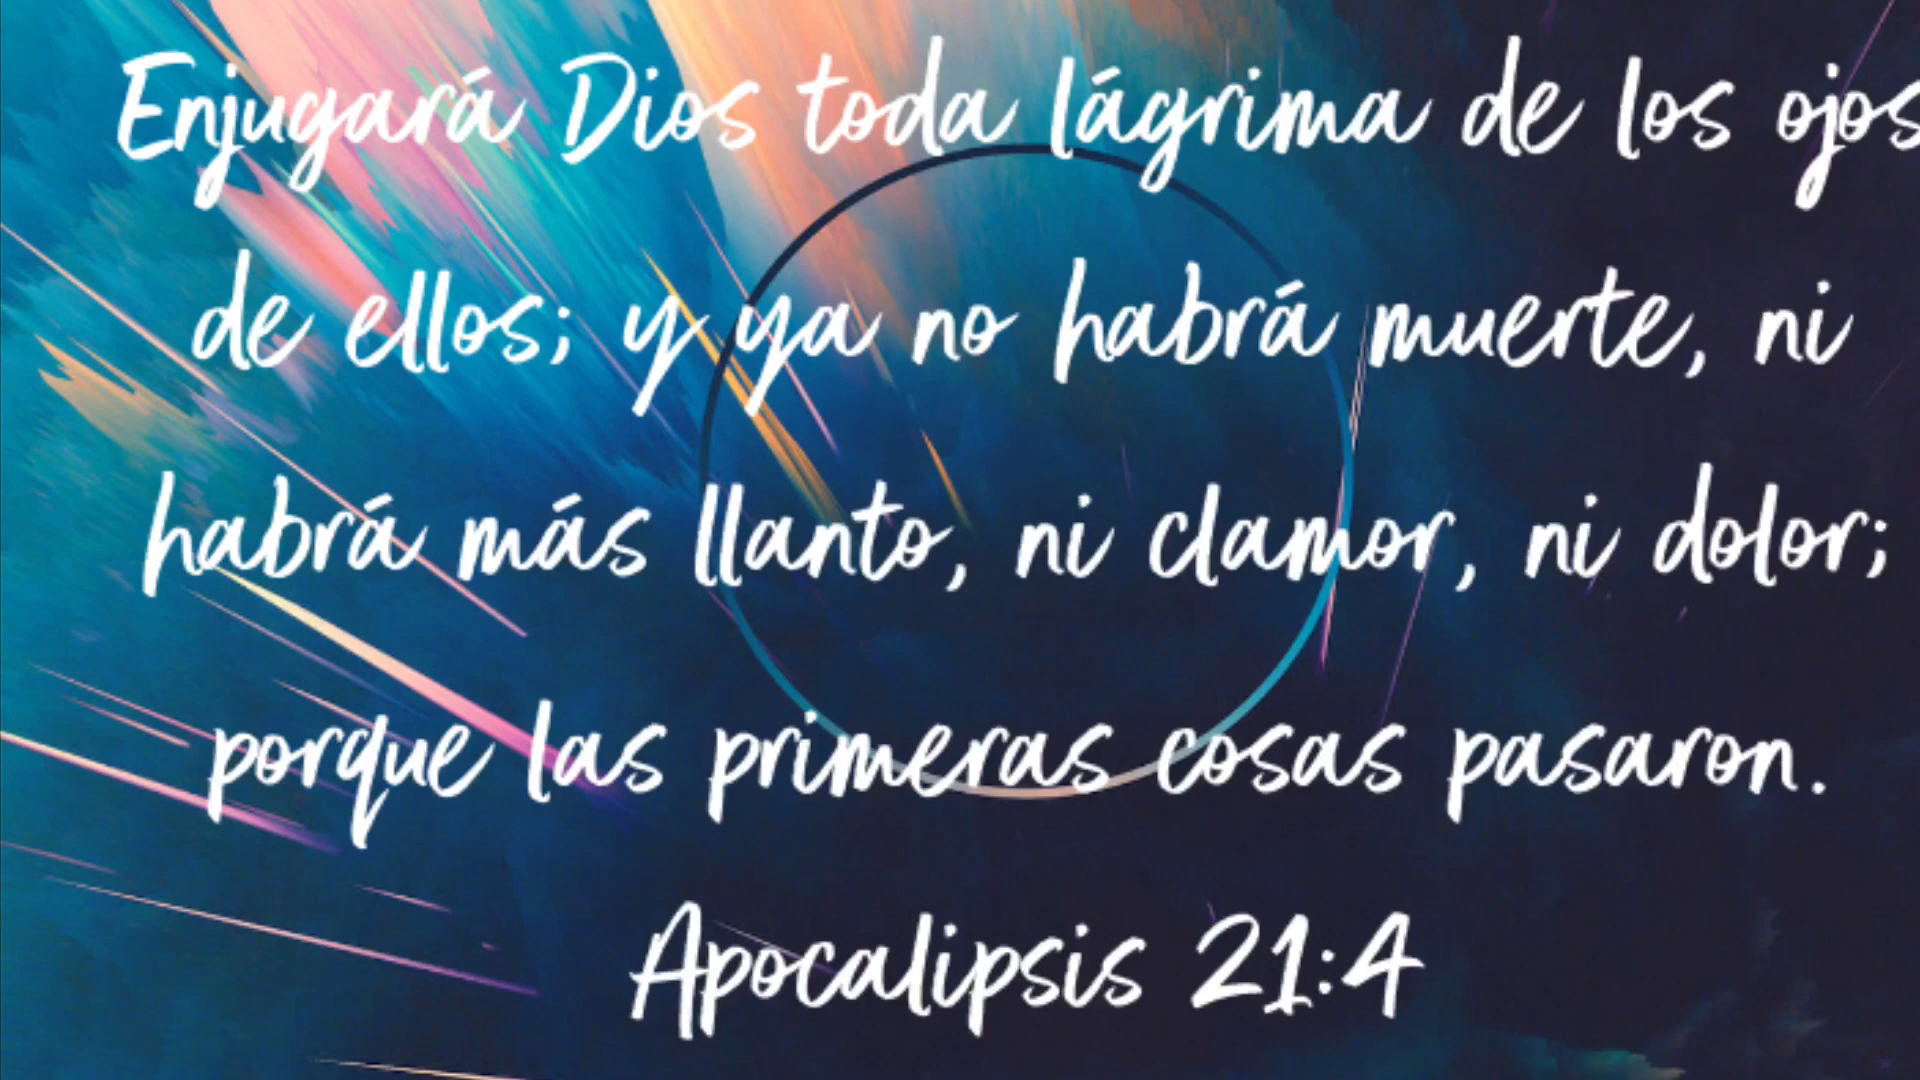 Enjugará Dios toda lágrima de los ojos
de ellos; y ya no habrá muerte, ni
habrá más llanto, ni clamor, ni dolor;
porque las primeras cosas pasaron.
Apocalipsis 21:4